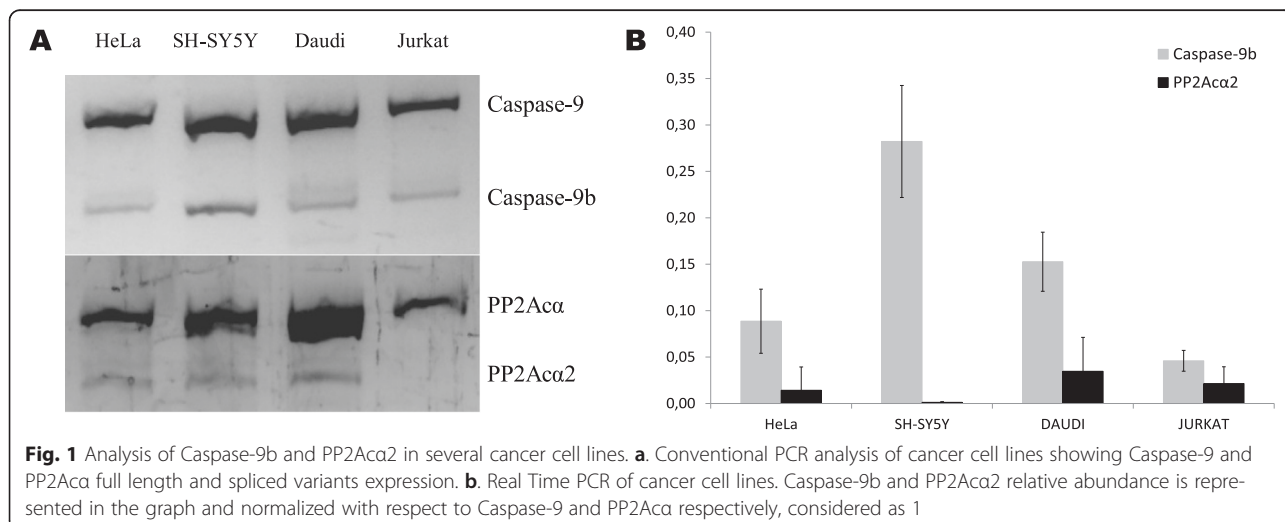 A
HeLa SH-SY5Y Daudi Jurkat
Caspase-9
Caspase-9b
PP2Acα
PP2Acα2
B
0,40
0,35
0,30
0,25
0,20
0,15
0,10
0,05
0,00
Caspase-9b
PP2Acα2
HeLa SH-SY5Y DAUDI JURKAT
Fig. 1 Analysis of Caspase-9b and PP2Acα2 in several cancer cell lines. a. Conventional PCR analysis of cancer cell lines showing Caspase-9 and
PP2Acα full length and spliced variants expression. b. Real Time PCR of cancer cell lines. Caspase-9b and PP2Acα2 relative abundance is repre-
sented in the graph and normalized with respect to Caspase-9 and PP2Acα respectively, considered as 1